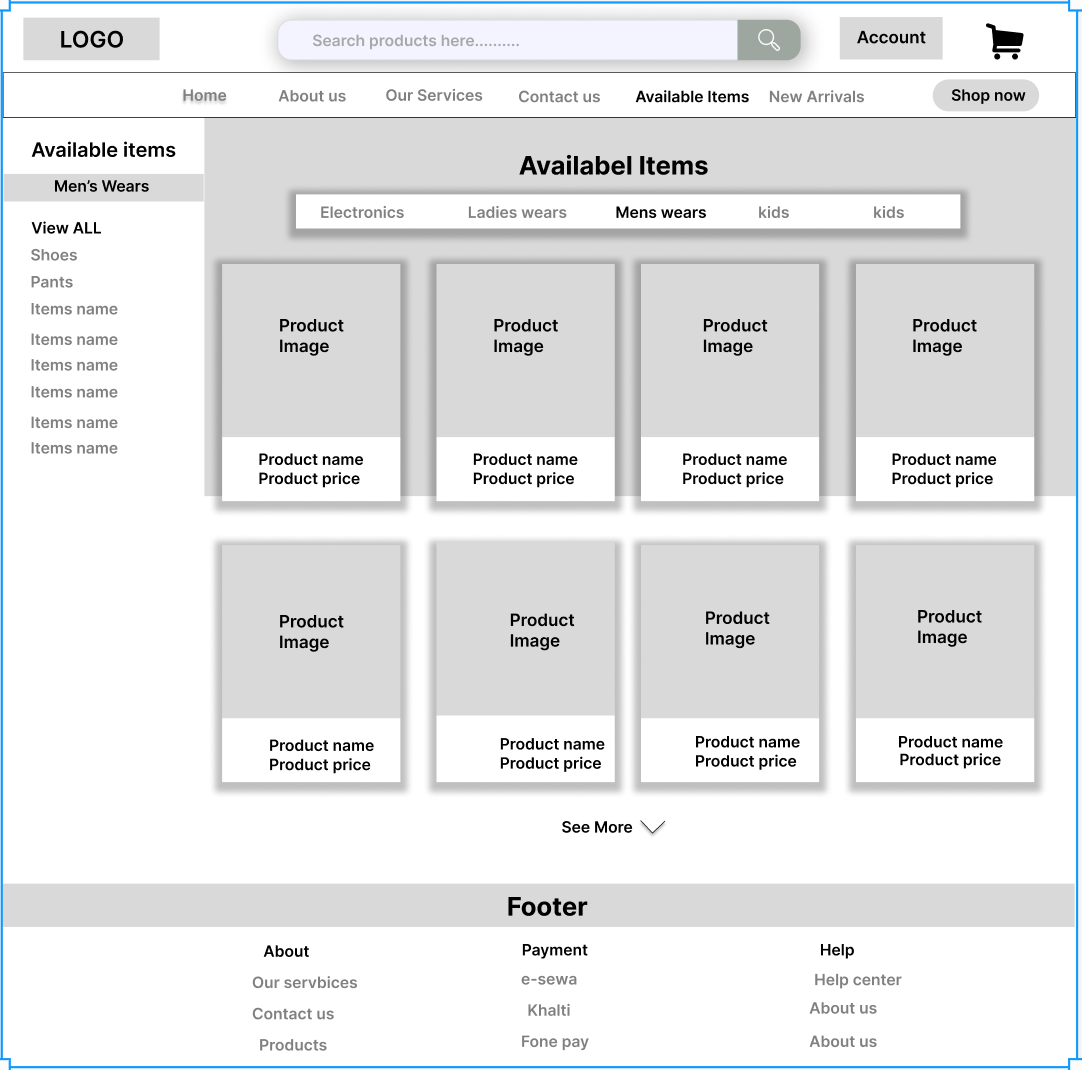 LOGO
Search products here.........
Account
Home
About us
Our Services
Contact us
Available Items
New Arrivals
Shop now
Available items
Men's Wears
View ALL
Shoes
Pants
Items name
Items name
Items name
Items name
Items name
Items name
Availabel Items
Electronics
Ladies wears
Mens wears
kids
kids
Product
Image
Product name
Product price
Product
Image
Product name
Product price
Product
Image
Product name
Product price
Product
Image
Product name
Product price
Product
Image
Product name
Product price
Product
Image
Product name
Product price
Product
Image
Product name
Product price
Product
Image
Product name
Product price
See More
Footer
About
Our servbices
Contact us
Products
Payment
e-sewa
Khalti
Fone pay
Help
Help center
About us
About us